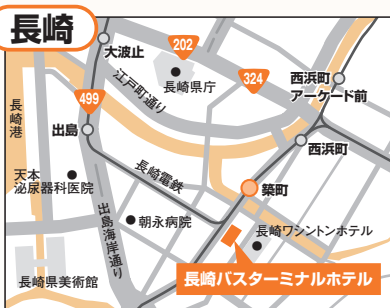 長崎
大波止
202
西浜町
アーケード前
江戸町通り
長崎県庁
324
499
長崎港
出島
西浜町
長崎電鉄
天本
泌尿器科医院
築町
出島海岸通り
朝永病院
長崎ワシントンホテル
長崎バスターミナルホテル
長崎県美術館